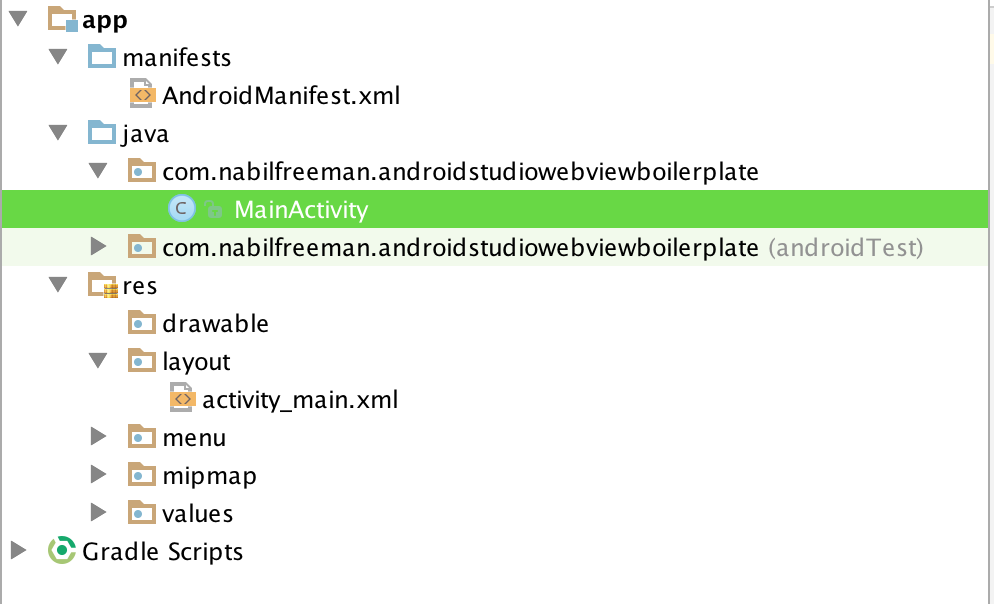 app
manifests
AndroidManifest.xml
java
com.nabilfreeman.androidstudiowebviewboilerplate
C MainActivity
com.nabilfreeman.androidstudiowebviewboilerplate (androidTest)
res
drawable
layout
activity_main.xml
menu
mipmap
values
Gradle Scripts